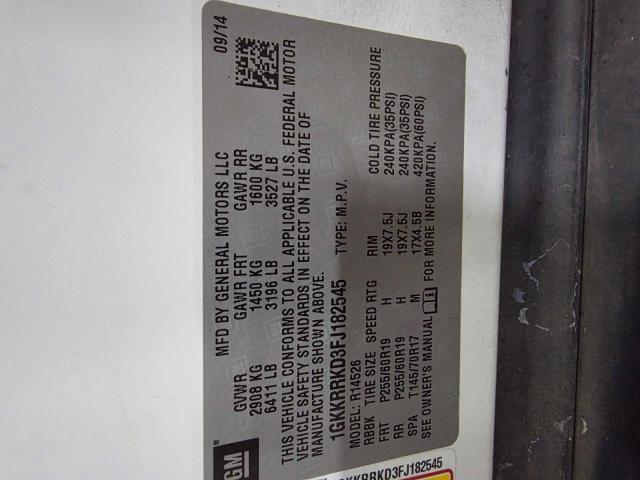 GM
MFD BY GENERAL MOTORS LLC 09/14
GVWR GAWR FRT GAWR RR
2908 KG 1450 KG 1600 KG
6411 LB 3196 LB 3527 LB
THIS VEHICLE CONFORMS TO ALL APPLICABLE U.S. FEDERAL MOTOR
VEHICLE SAFETY STANDARDS IN EFFECT ON THE DATE OF
MANUFACTURE SHOWN ABOVE.
1GKKRRKD3FJ182545 TYPE: M.P.V.
MODEL: R14526
RBBK TIRE SIZE SPEED RTG RIM COLD TIRE PRESSURE
FRT P255/60R19 H 19X7.5J 240KPA(35PSI)
RR P255/60R19 H 19X7.5J 240KPA(35PSI)
SPA T145/70R17 M 17X4.5B 420KPA(60PSI)
SEE OWNER'S MANUAL FOR MORE INFORMATION.
GKKRRKD3FJ182545